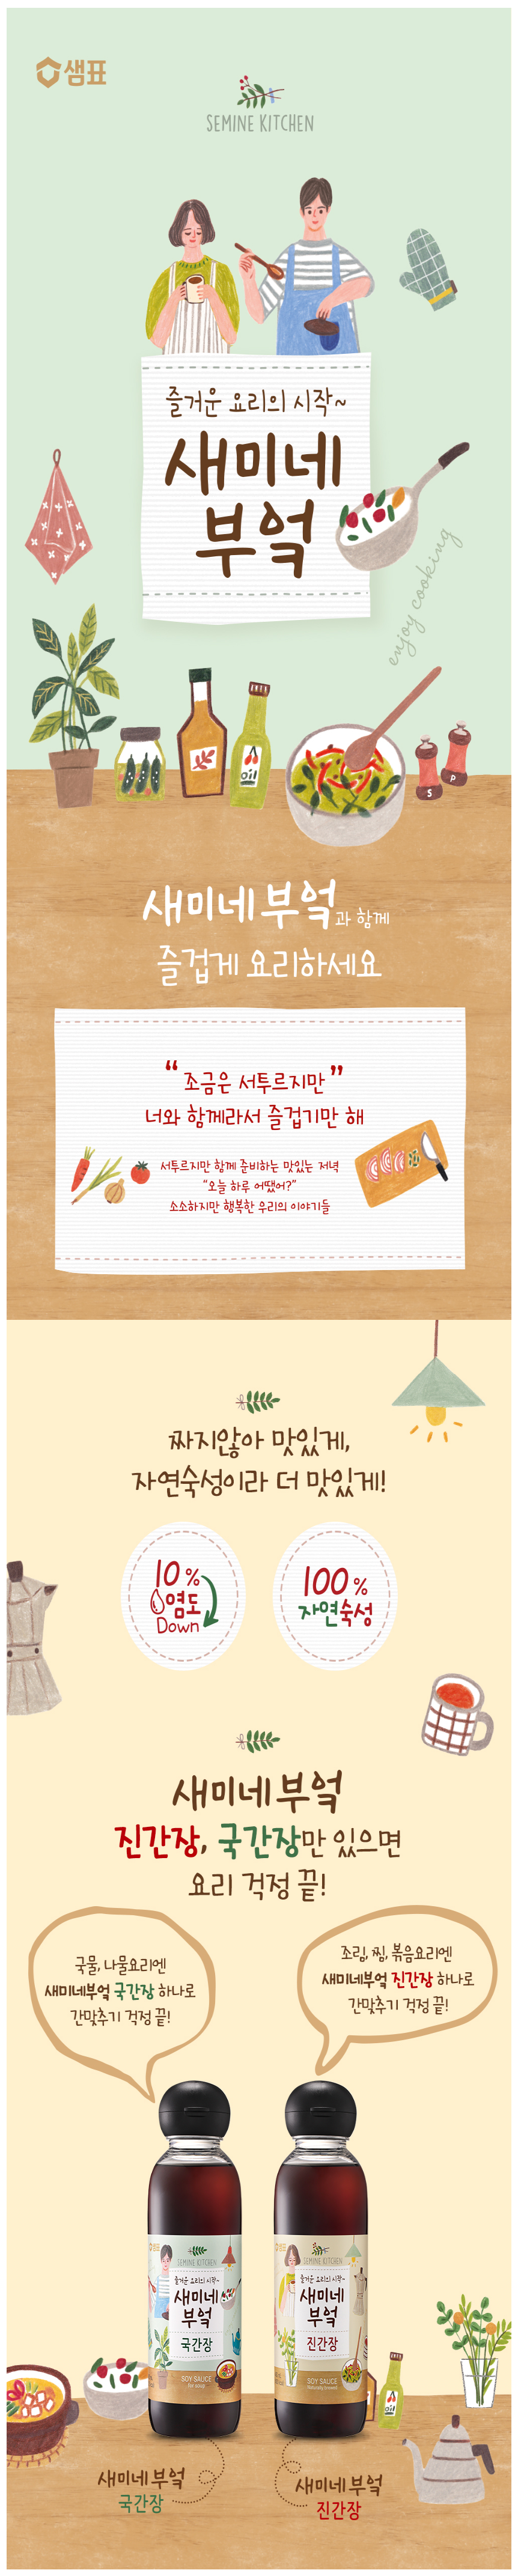 샘표
SEMINE KITCHEN
즐거운 요리의 시작~
새미네
부엌
enjoy cooking
oil
S
P
새미네 부엌과 함께
즐겁게 요리하세요
“조금은 서투르지만”
너와 함께라서 즐겁기만 해
서투르지만 함께 준비하는 맛있는 저녁
“오늘 하루 어땠어?”
소소하지만 행복한 우리의 이야기들
짜지않아 맛있게,
자연숙성이라 더 맛있게!
10 %
염도
Down
100 %
자연숙성
새미네 부엌
진간장, 국간장만 있으면
요리 걱정 끝!
국물, 나물요리엔
새미네부엌 국간장 하나로
간맞추기 걱정 끝!
조림, 찜, 볶음요리엔
새미네부엌 진간장 하나로
간맞추기 걱정 끝!
샘표
SEMINE KITCHEN
즐거운 요리의 시작~
새미네
부엌
국간장
SOY SAUCE
For soup
샘표
SEMINE KITCHEN
즐거운 요리의 시작~
새미네
부엌
진간장
SOY SAUCE
Naturally brewed
oil
새미네 부엌
국간장
새미네 부엌
진간장